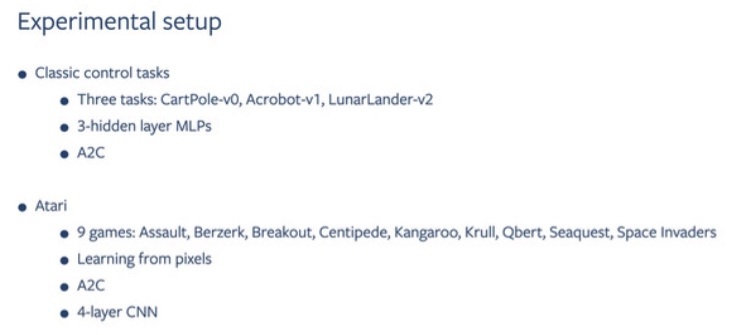 Experimental setup
• Classic control tasks
• Three tasks: CartPole-v0, Acrobot-v1, LunarLander-v2
• 3-hidden layer MLPs
• A2C
• Atari
• 9 games: Assault, Berzerk, Breakout, Centipede, Kangaroo, Krull, Qbert, Seaquest, Space Invaders
• Learning from pixels
• A2C
• 4-layer CNN